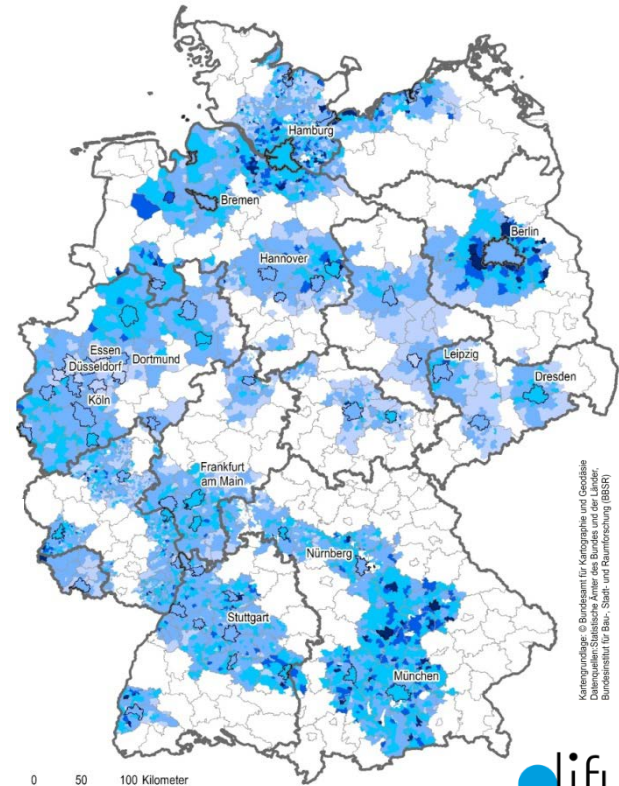 Hamburg
Bremen
Berlin
Hannover
Essen
Düsseldorf
Dortmund
Köln
Leipzig
Dresden
Frankfurt
am Main
Nürnberg
Stuttgart
München
Kartengrundlage: © Bundesamt für Kartographie und Geodäsie
Datenquellen:Statistische Ämter des Bundes und der Länder,
Bundesinstitut für Bau-, Stadt- und Raumforschung (BBSR)
0 50 100 Kilometer